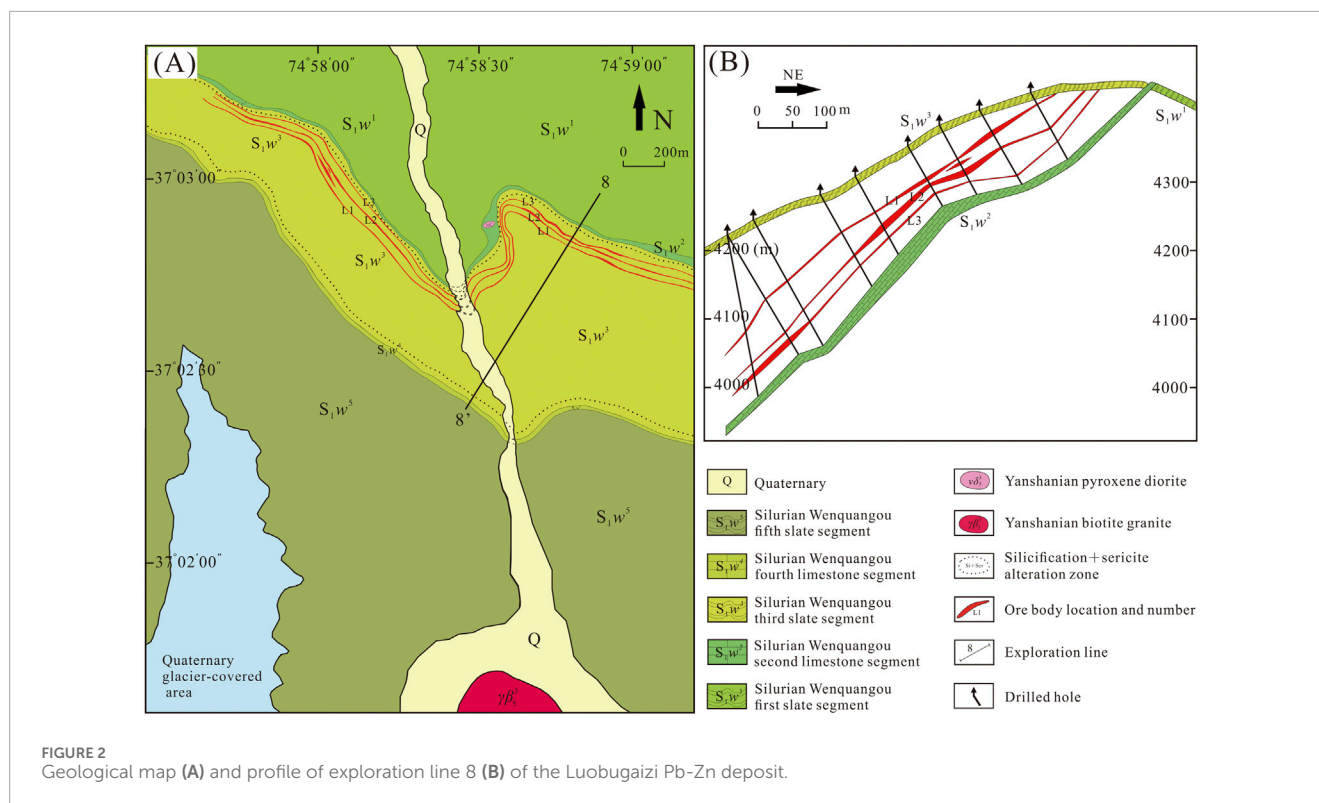 (A)
74°58′00″
74°58′30″
74°59′00″
N
0 200m
Q
S₁w¹
S₁w¹
S₁w³
37°03′00″
8
L3
L2
L1
L3
L2
L1
S₁w²
S₁w³
S₁w³
37°02′30″
8’
S₁w⁵
S₁w⁵
37°02′00″
Q
Quaternary
glacier-covered
area
(B)
NE
0 50 100 m
S₁w³
S₁w¹
4300
L1
L2
L3
S₁w²
4200 (m)
4200
4100
4100
4000
4000
Q Quaternary
S₁w⁵ Silurian Wenquangou
fifth slate segment
S₁w⁴ Silurian Wenquangou
fourth limestone segment
S₁w³ Silurian Wenquangou
third slate segment
Silurian Wenquangou
second limestone segment
Silurian Wenquangou
first slate segment
Yanshanian pyroxene diorite
Yanshanian biotite granite
Si+Ser Silicification+sericite
alteration zone
L1 Ore body location and number
8 Exploration line
Drilled hole
FIGURE 2
Geological map (A) and profile of exploration line 8 (B) of the Luobugaizi Pb-Zn deposit.